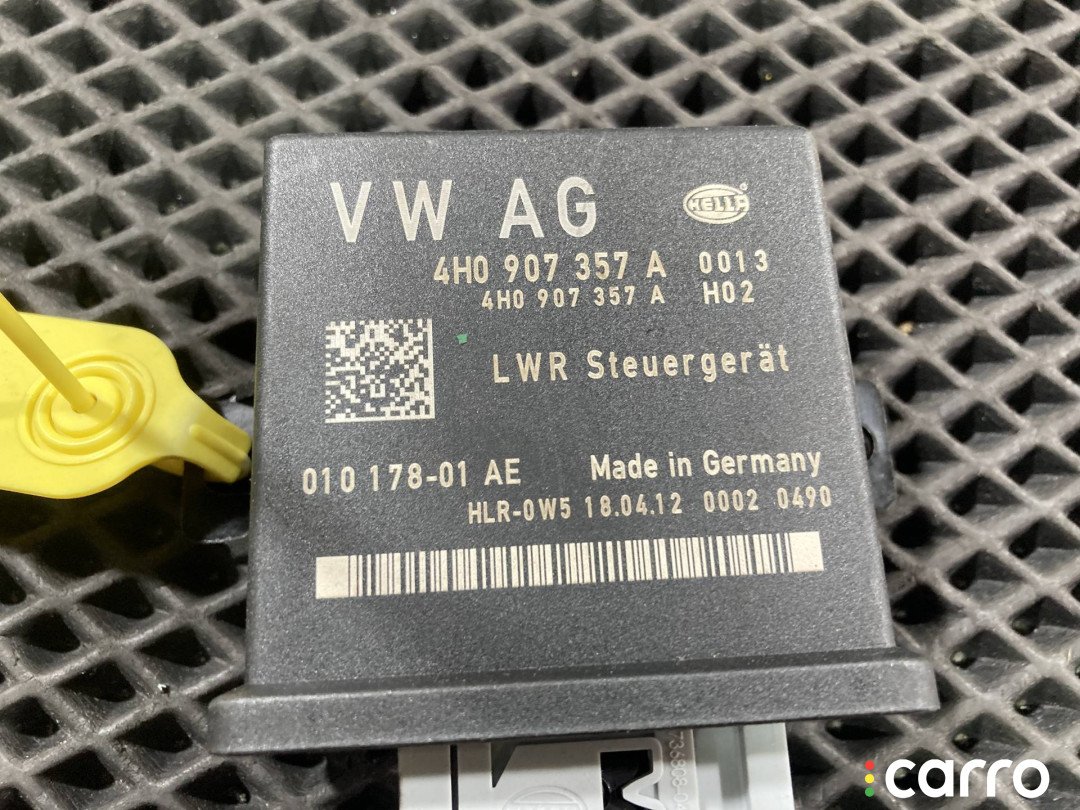 VW AG HELLA
4H0 907 357 A 0013
4H0 907 357 A H02
LWR Steuergerät
010 178-01 AE Made in Germany
HLR-0W5 18.04.12 0002 0490
carro